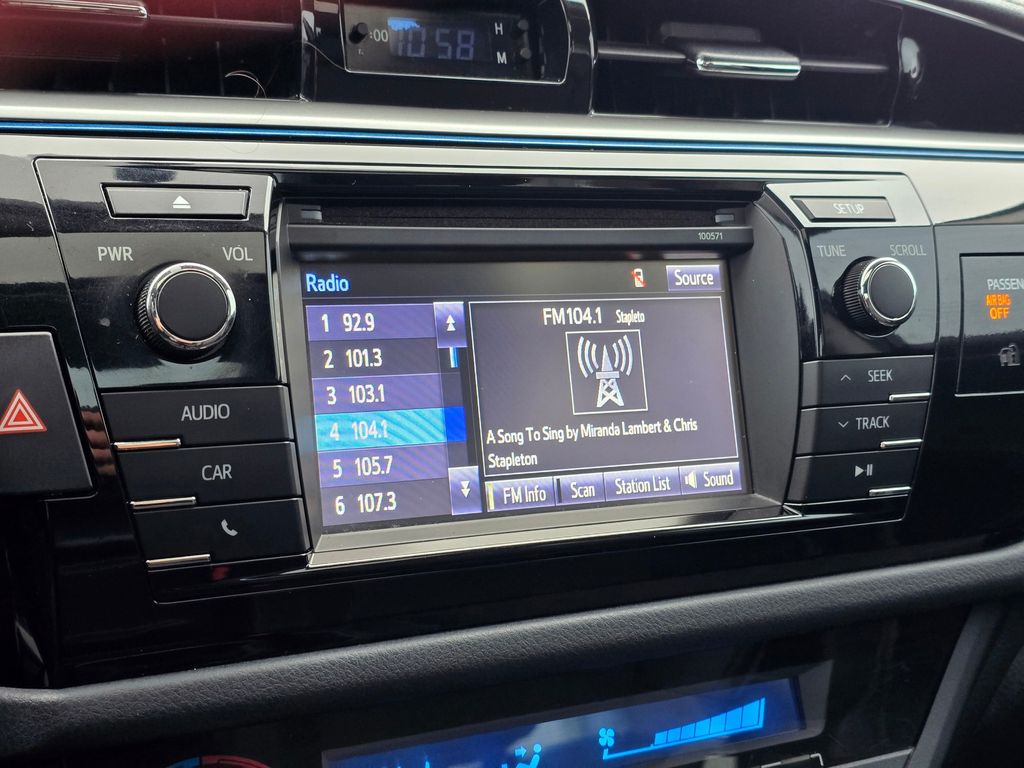 :00
10:58
H
M
PWR
VOL
AUDIO
CAR
100571
Radio
Source
1 92.9
2 101.3
3 103.1
4 104.1
5 105.7
6 107.3
FM104.1 Stapleto
A Song To Sing by Miranda Lambert & Chris
Stapleton
FM Info
Scan
Station List
Sound
SETUP
TUNE
SCROLL
SEEK
TRACK
AIRBAG
OFF